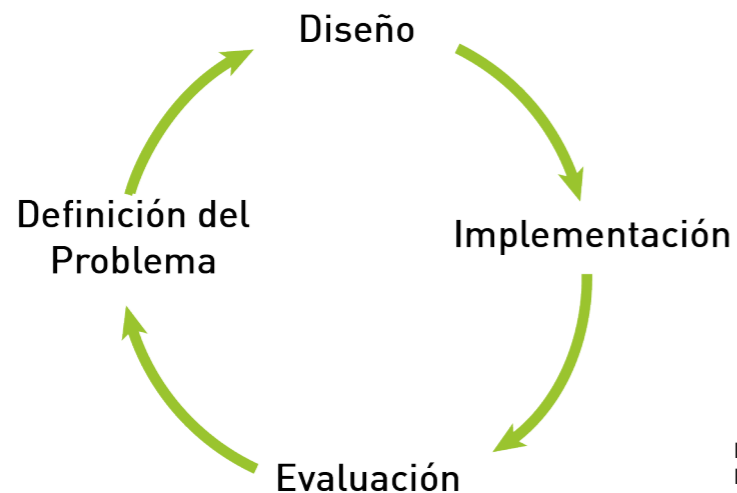 Diseño
Definición del
Problema
Implementación
Evaluación